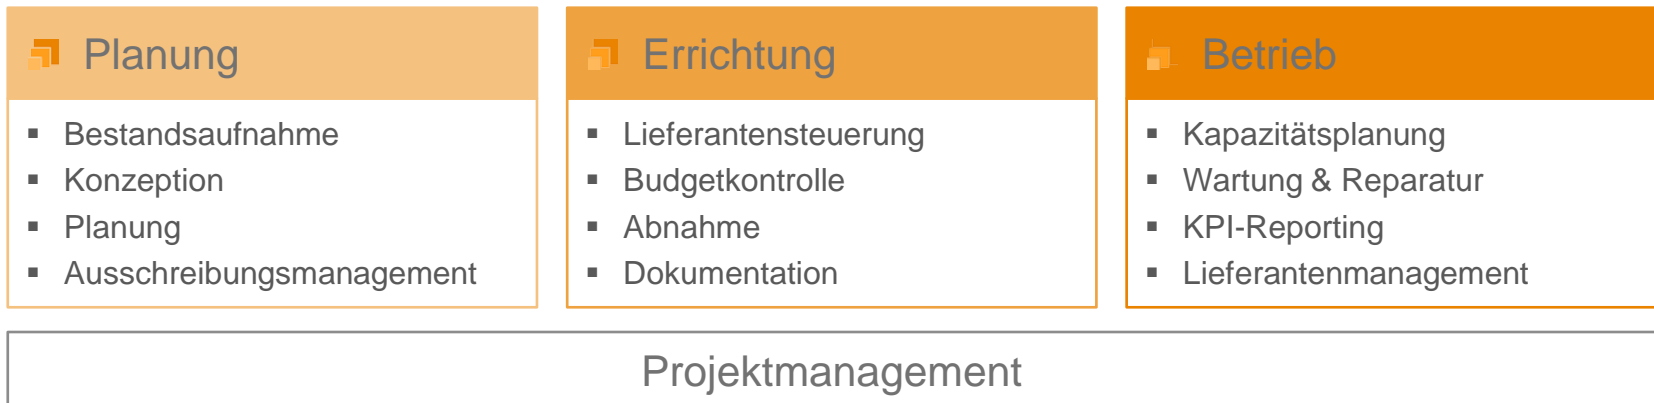 Planung
▪ Bestandsaufnahme
▪ Konzeption
▪ Planung
▪ Ausschreibungsmanagement
Errichtung
▪ Lieferantensteuerung
▪ Budgetkontrolle
▪ Abnahme
▪ Dokumentation
Betrieb
▪ Kapazitätsplanung
▪ Wartung & Reparatur
▪ KPI-Reporting
▪ Lieferantenmanagement
Projektmanagement